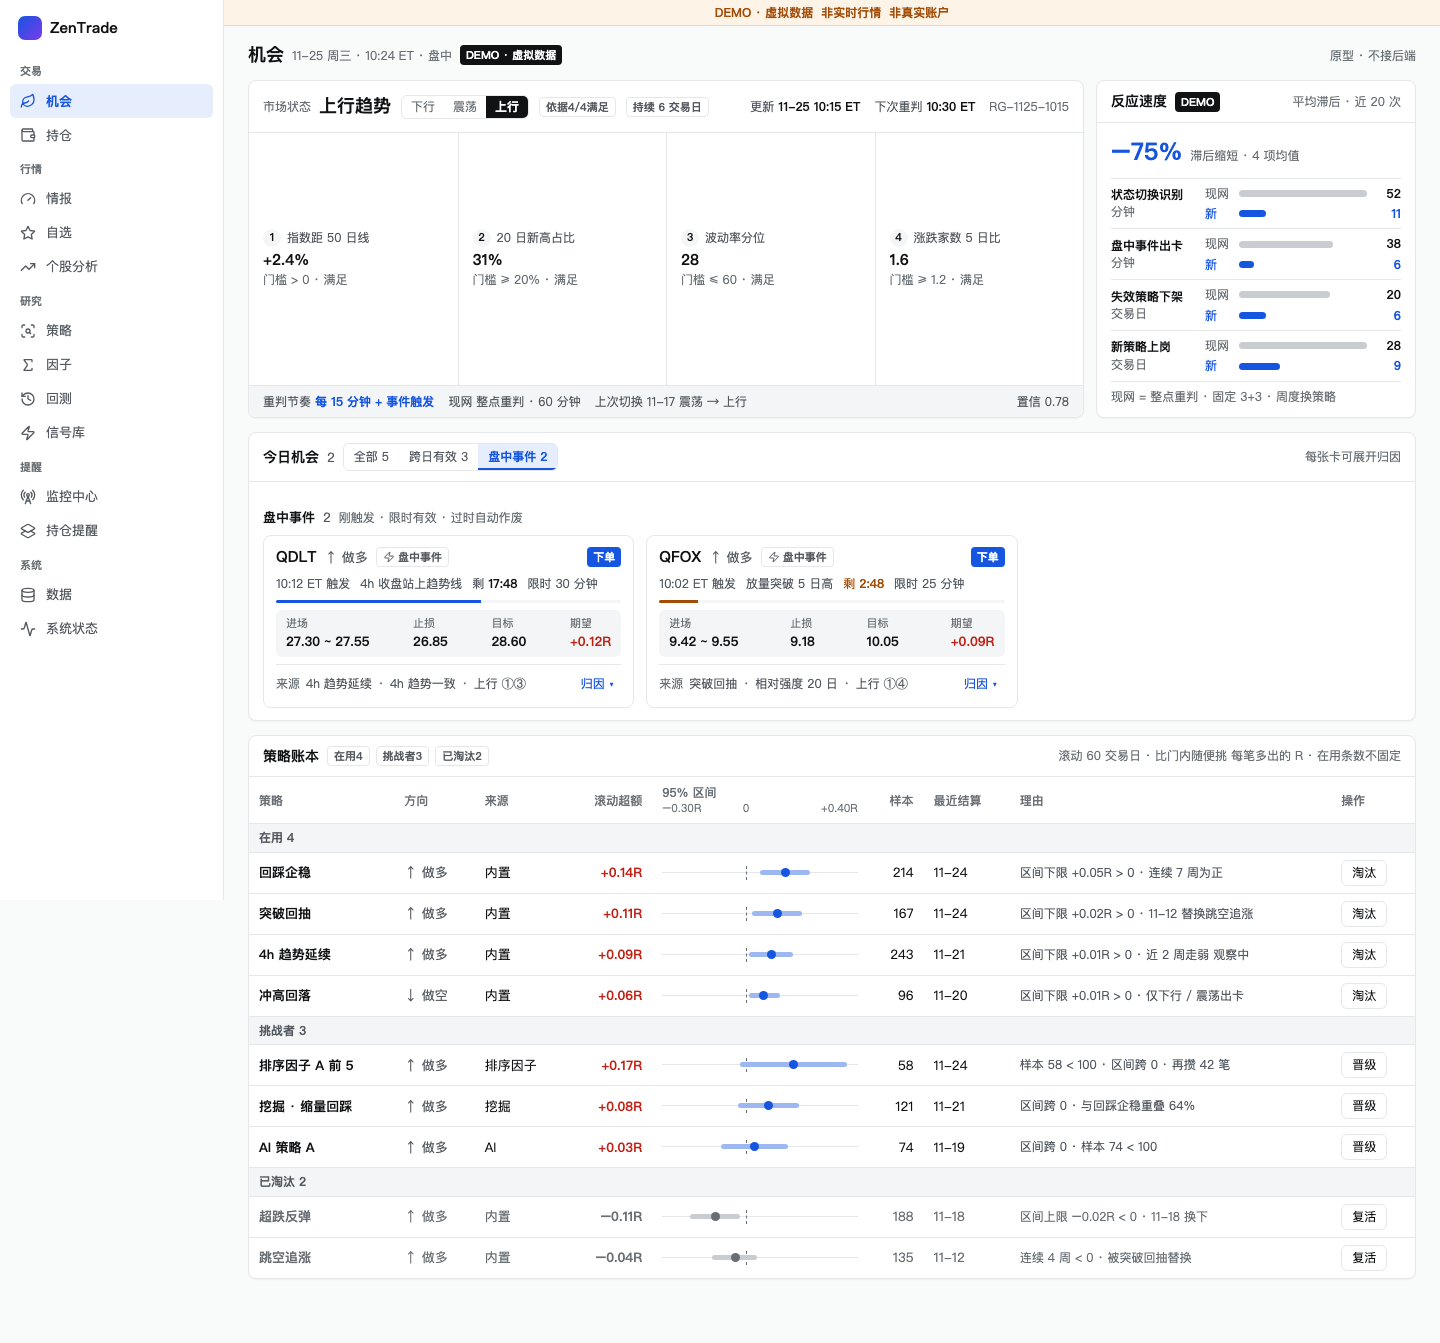 DEMO · 虚拟数据 非实时行情 非真实账户
ZenTrade
交易
机会
持仓
行情
情报
自选
个股分析
研究
策略
因子
回测
信号库
提醒
监控中心
持仓提醒
系统
数据
系统状态
机会 11-25 周三 · 10:24 ET · 盘中 DEMO · 虚拟数据 原型 · 不接后端
市场状态 上行趋势 下行 震荡 上行 依据4/4满足 持续 6 交易日 更新 11-25 10:15 ET 下次重判 10:30 ET RG-1125-1015
1 指数距 50 日线
+2.4%
门槛 > 0 · 满足
2 20 日新高占比
31%
门槛 ≥ 20% · 满足
3 波动率分位
28
门槛 ≤ 60 · 满足
4 涨跌家数 5 日比
1.6
门槛 ≥ 1.2 · 满足
重判节奏 每 15 分钟 + 事件触发 现网 整点重判 · 60 分钟 上次切换 11-17 震荡 → 上行 置信 0.78
反应速度 DEMO 平均滞后 · 近 20 次
−75% 滞后缩短 · 4 项均值
状态切换识别 现网 52
分钟 新 11
盘中事件出卡 现网 38
分钟 新 6
失效策略下架 现网 20
交易日 新 6
新策略上岗 现网 28
交易日 新 9
现网 = 整点重判 · 固定 3+3 · 周度换策略
今日机会 2 全部 5 跨日有效 3 盘中事件 2 每张卡可展开归因
盘中事件 2 刚触发 · 限时有效 · 过时自动作废
QDLT ↑ 做多 盘中事件 下单
10:12 ET 触发 4h 收盘站上趋势线 剩 17:48 限时 30 分钟
进场 止损 目标 期望
27.30 ~ 27.55 26.85 28.60 +0.12R
来源 4h 趋势延续 · 4h 趋势一致 · 上行 ①③ 归因 ▾
QFOX ↑ 做多 盘中事件 下单
10:02 ET 触发 放量突破 5 日高 剩 2:48 限时 25 分钟
进场 止损 目标 期望
9.42 ~ 9.55 9.18 10.05 +0.09R
来源 突破回抽 · 相对强度 20 日 · 上行 ①④ 归因 ▾
策略账本 在用4 挑战者3 已淘汰2 滚动 60 交易日 · 比门内随便挑 每笔多出的 R · 在用条数不固定
策略 方向 来源 滚动超额 95% 区间 样本 最近结算 理由 操作
−0.30R 0 +0.40R
在用 4
回踩企稳 ↑ 做多 内置 +0.14R 214 11-24 区间下限 +0.05R > 0 · 连续 7 周为正 淘汰
突破回抽 ↑ 做多 内置 +0.11R 167 11-24 区间下限 +0.02R > 0 · 11-12 替换跳空追涨 淘汰
4h 趋势延续 ↑ 做多 内置 +0.09R 243 11-21 区间下限 +0.01R > 0 · 近 2 周走弱 观察中 淘汰
冲高回落 ↓ 做空 内置 +0.06R 96 11-20 区间下限 +0.01R > 0 · 仅下行 / 震荡出卡 淘汰
挑战者 3
排序因子 A 前 5 ↑ 做多 排序因子 +0.17R 58 11-24 样本 58 < 100 · 区间跨 0 · 再攒 42 笔 晋级
挖掘 · 缩量回踩 ↑ 做多 挖掘 +0.08R 121 11-21 区间跨 0 · 与回踩企稳重叠 64% 晋级
AI 策略 A ↑ 做多 AI +0.03R 74 11-19 区间跨 0 · 样本 74 < 100 晋级
已淘汰 2
超跌反弹 ↑ 做多 内置 −0.11R 188 11-18 区间上限 −0.02R < 0 · 11-18 换下 复活
跳空追涨 ↑ 做多 内置 −0.04R 135 11-12 连续 4 周 < 0 · 被突破回抽替换 复活